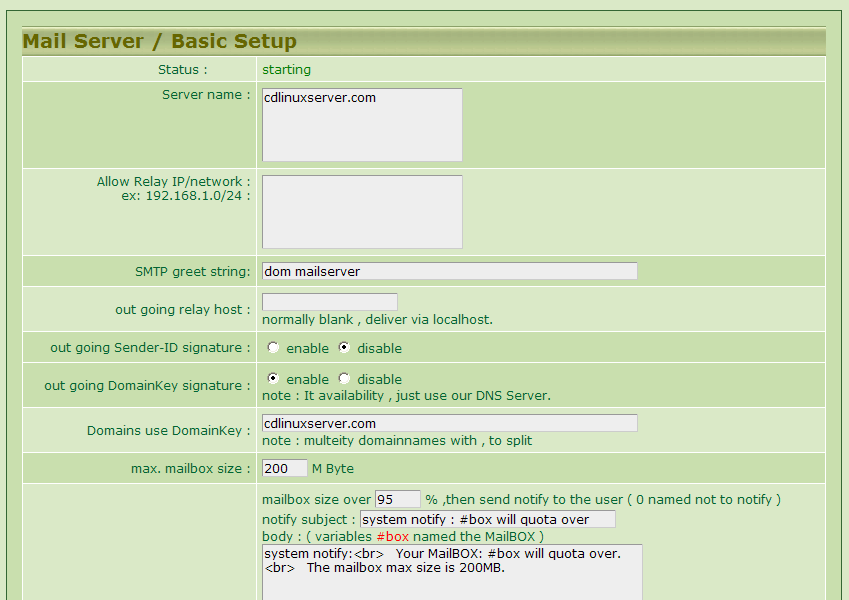 Mail Server / Basic Setup
Status : starting
Server name : cdlinuxserver.com
Allow Relay IP/network :
ex: 192.168.1.0/24 :
SMTP greet string: dom mailserver
out going relay host :
normally blank , deliver via localhost.
out going Sender-ID signature : enable disable
out going DomainKey signature : enable disable
note : It availability , just use our DNS Server.
Domains use DomainKey : cdlinuxserver.com
note : multeity domainnames with , to split
max. mailbox size : 200 M Byte
mailbox size over 95 % ,then send notify to the user ( 0 named not to notify )
notify subject : system notify : #box will quota over
body : ( variables #box named the MailBOX )
system notify:<br> Your MailBOX: #box will quota over.
<br> The mailbox max size is 200MB.